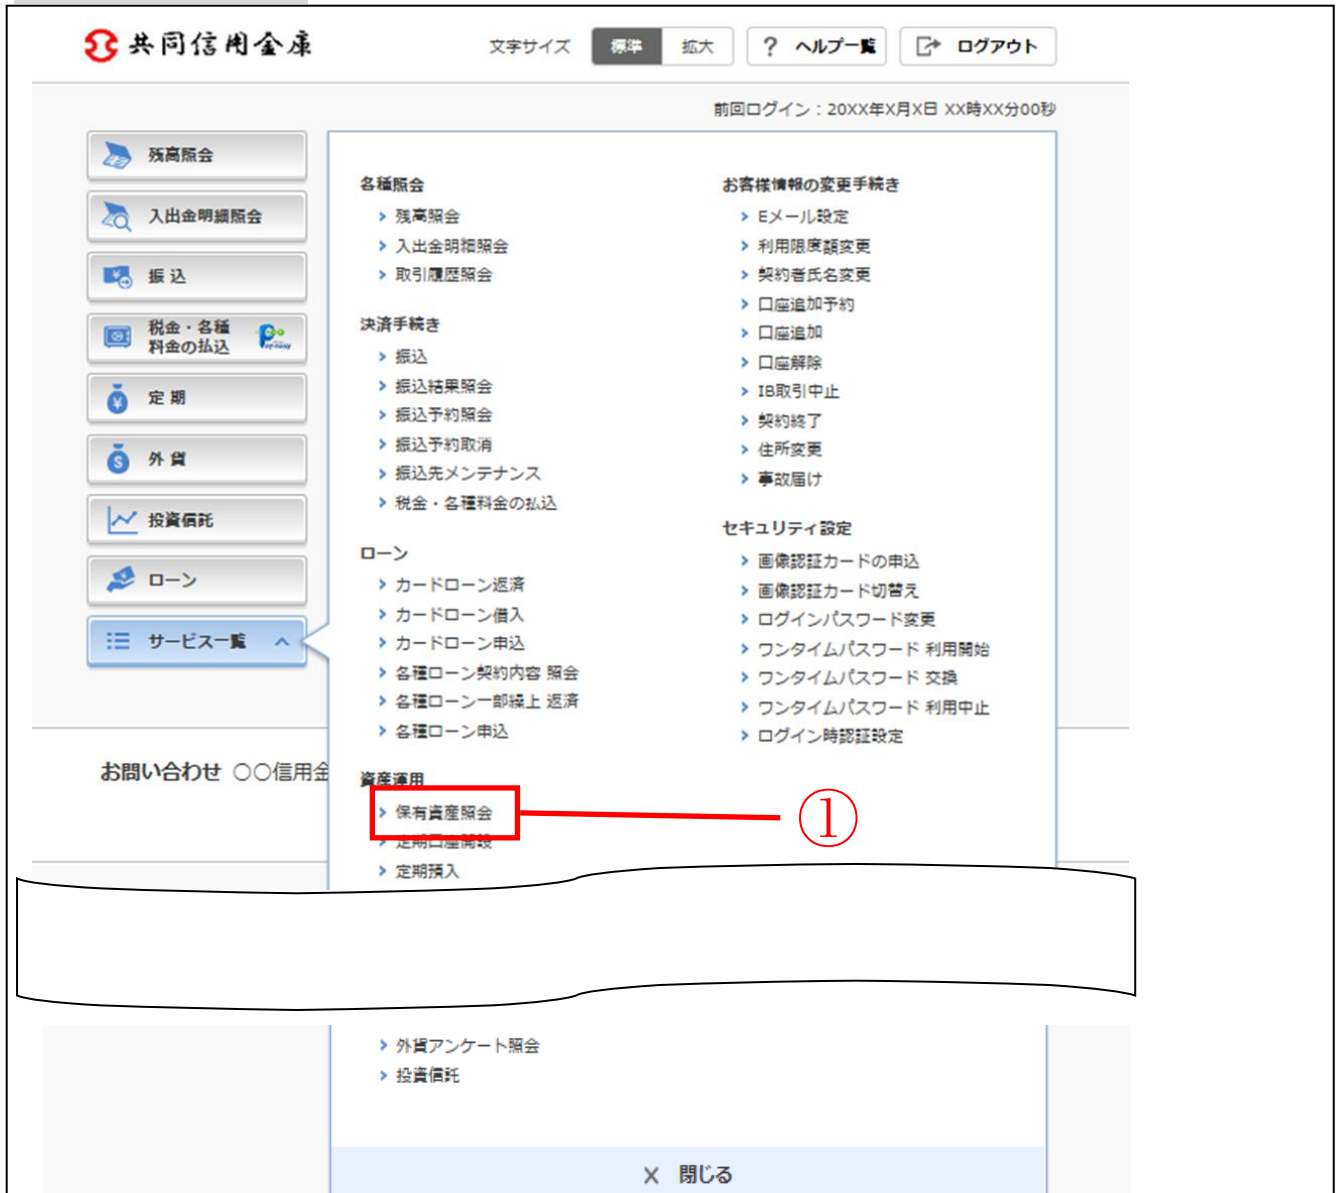 共同信用金庫
文字サイズ 標準 拡大 ? ヘルプ一覧 ログアウト
前回ログイン：20XX年X月X日 XX時XX分00秒
残高照会
入出金明細照会
振込
税金・各種
料金の払込
Pay-easy
定期
外貨
投資信託
ローン
サービス一覧
各種照会
残高照会
入出金明細照会
取引履歴照会
決済手続き
振込
振込結果照会
振込予約照会
振込予約取消
振込先メンテナンス
税金・各種料金の払込
ローン
カードローン返済
カードローン借入
カードローン申込
各種ローン契約内容 照会
各種ローン一部繰上 返済
各種ローン申込
資産運用
保有資産照会
定期口座開設
定期預入
お客様情報の変更手続き
Eメール設定
利用限度額変更
契約者氏名変更
口座追加予約
口座追加
口座解除
IB取引中止
契約終了
住所変更
事故届け
セキュリティ設定
画像認証カードの申込
画像認証カード切替え
ログインパスワード変更
ワンタイムパスワード 利用開始
ワンタイムパスワード 交換
ワンタイムパスワード 利用中止
ログイン時認証設定
①
お問い合わせ 〇〇信用金
外貨アンケート照会
投資信託
× 閉じる